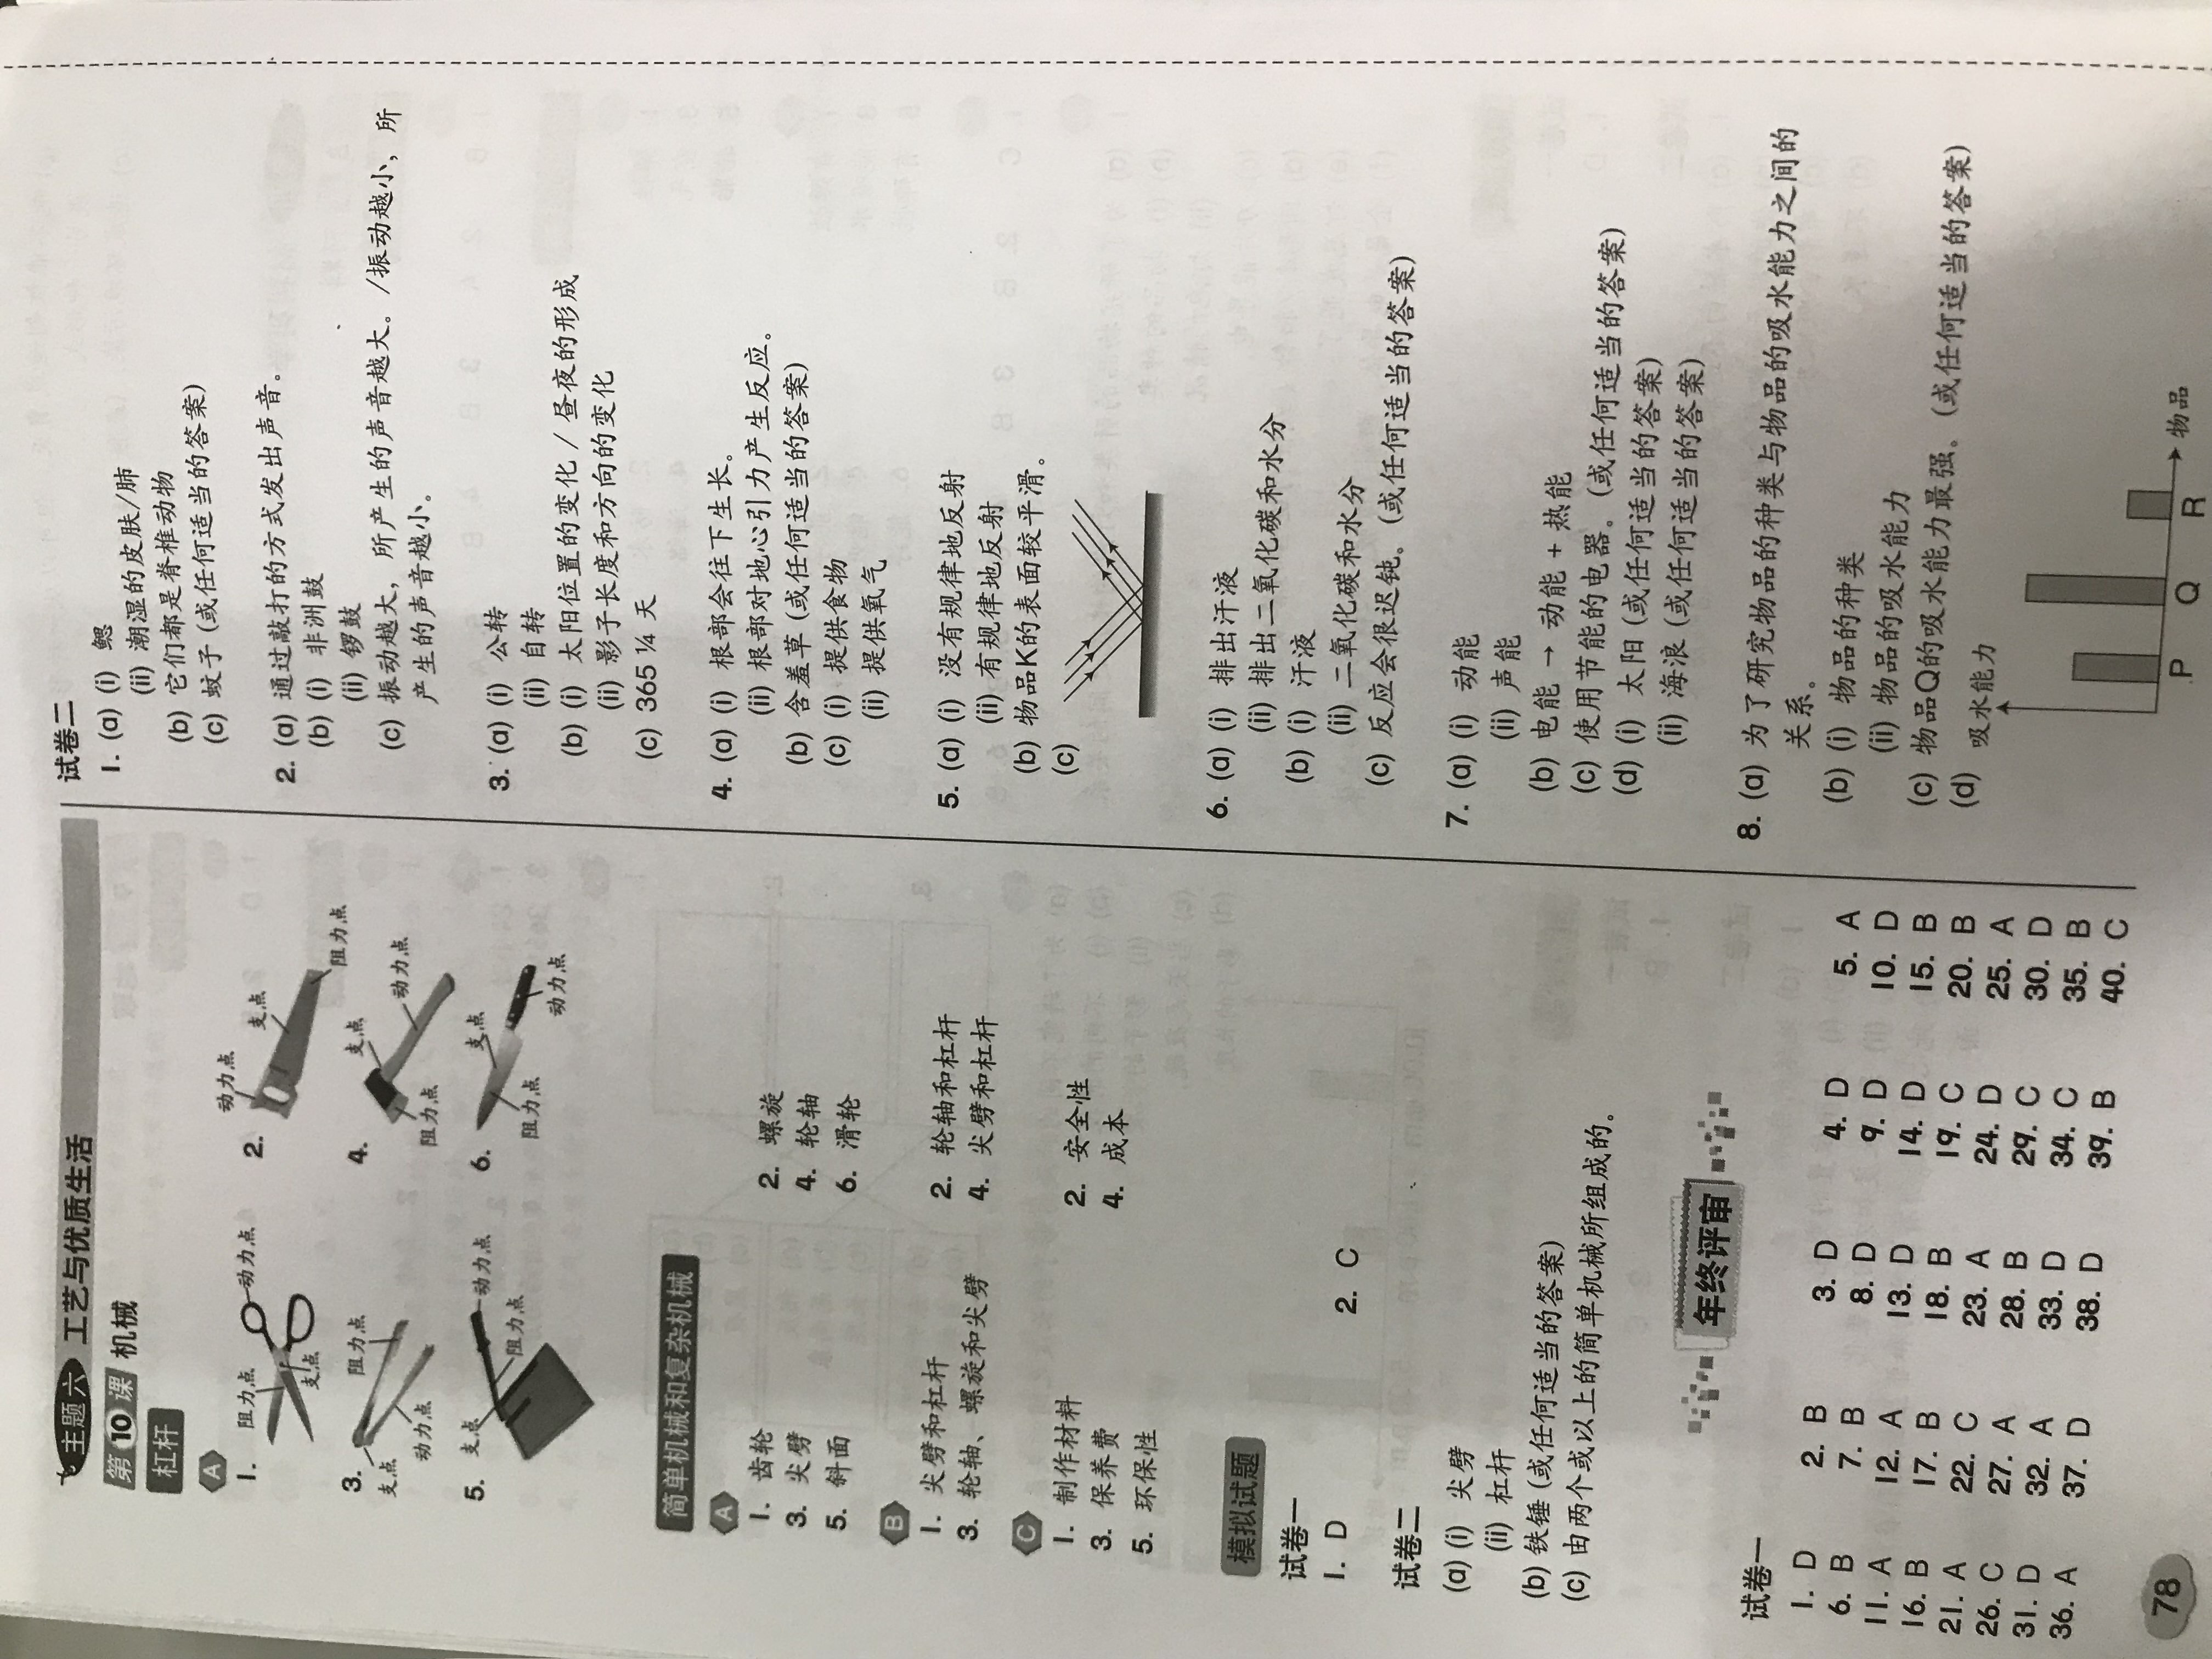 主题六 工艺与优质生活
第10课 机械
杠杆
A
1. 阻力点 动力点 支点
2. 动力点 支点 阻力点
3. 支点 阻力点 动力点
4. 支点 动力点 阻力点
5. 支点 动力点 阻力点
6. 支点 阻力点 动力点
简单机械和复杂机械
A
1. 齿轮 2. 螺旋
3. 尖劈 4. 轮轴
5. 斜面 6. 滑轮
B
1. 尖劈和杠杆 2. 轮轴和杠杆
3. 轮轴、螺旋和尖劈 4. 尖劈和杠杆
C
1. 制作材料 2. 安全性
3. 保养费 4. 成本
5. 环保性
模拟试题
试卷一
1. D 2. C
试卷二
(a) (i) 尖劈
(ii) 杠杆
(b) 铁锤 (或任何适当的答案)
(c) 由两个或以上的简单机械所组成的。
年终评审
试卷一
1. D 2. B 3. D 4. D 5. A
6. B 7. B 8. D 9. D 10. D
11. A 12. A 13. D 14. D 15. B
16. B 17. B 18. B 19. C 20. B
21. A 22. C 23. A 24. D 25. A
26. C 27. A 28. B 29. C 30. D
31. D 32. A 33. D 34. C 35. B
36. A 37. D 38. D 39. B 40. C
78
试卷二
1. (a) (i) 鳃
(ii) 潮湿的皮肤/肺
(b) 它们都是脊椎动物
(c) 蚊子 (或任何适当的答案)
2. (a) 通过敲打的方式发出声音。
(b) (i) 非洲鼓
(ii) 锣鼓
(c) 振动越大，所产生的声音越大。/振动越小，所
产生的声音越小。
3. (a) (i) 公转
(ii) 自转
(b) (i) 太阳位置的变化 / 昼夜的形成
(ii) 影子长度和方向的变化
(c) 365 ¼ 天
4. (a) (i) 根部会往下生长。
(ii) 根部对地心引力产生反应。
(b) 含羞草 (或任何适当的答案)
(c) (i) 提供食物
(ii) 提供氧气
5. (a) (i) 没有规律地反射
(ii) 有规律地反射
(b) 物品K的表面较平滑。
(c)
6. (a) (i) 排出汗液
(ii) 排出二氧化碳和水分
(b) (i) 汗液
(ii) 二氧化碳和水分
(c) 反应会很迟钝。(或任何适当的答案)
7. (a) (i) 动能
(ii) 声能
(b) 电能 → 动能 + 热能
(c) 使用节能的电器。(或任何适当的答案)
(d) (i) 太阳 (或任何适当的答案)
(ii) 海浪 (或任何适当的答案)
8. (a) 为了研究物品的种类与物品的吸水能力之间的
关系。
(b) (i) 物品的种类
(ii) 物品的吸水能力
(c) 物品Q的吸水能力最强。(或任何适当的答案)
(d) 吸水能力
P Q R 物品